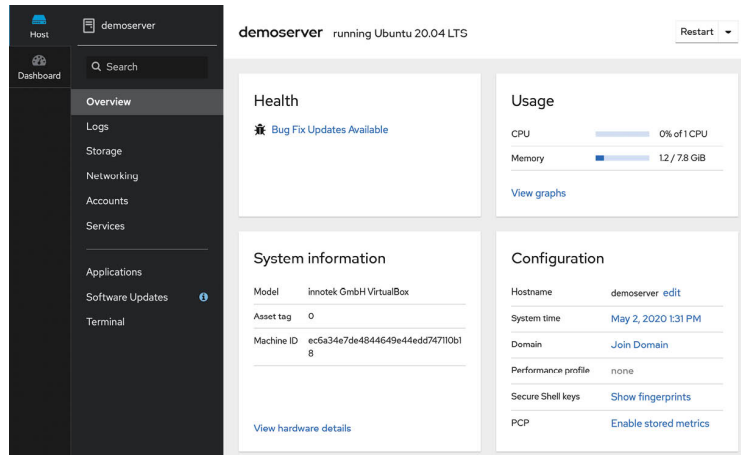 Host
Dashboard
demoserver
Search
Overview
Logs
Storage
Networking
Accounts
Services
Applications
Software Updates
Terminal
demoserver running Ubuntu 20.04 LTS
Restart
Health
Bug Fix Updates Available
Usage
CPU 0% of 1 CPU
Memory 1.2 / 7.8 GiB
View graphs
System information
Model innotek GmbH VirtualBox
Asset tag 0
Machine ID ec6a34e7de4844649e44edd747110b1
8
View hardware details
Configuration
Hostname demoserver edit
System time May 2, 2020 1:31 PM
Domain Join Domain
Performance profile none
Secure Shell keys Show fingerprints
PCP Enable stored metrics